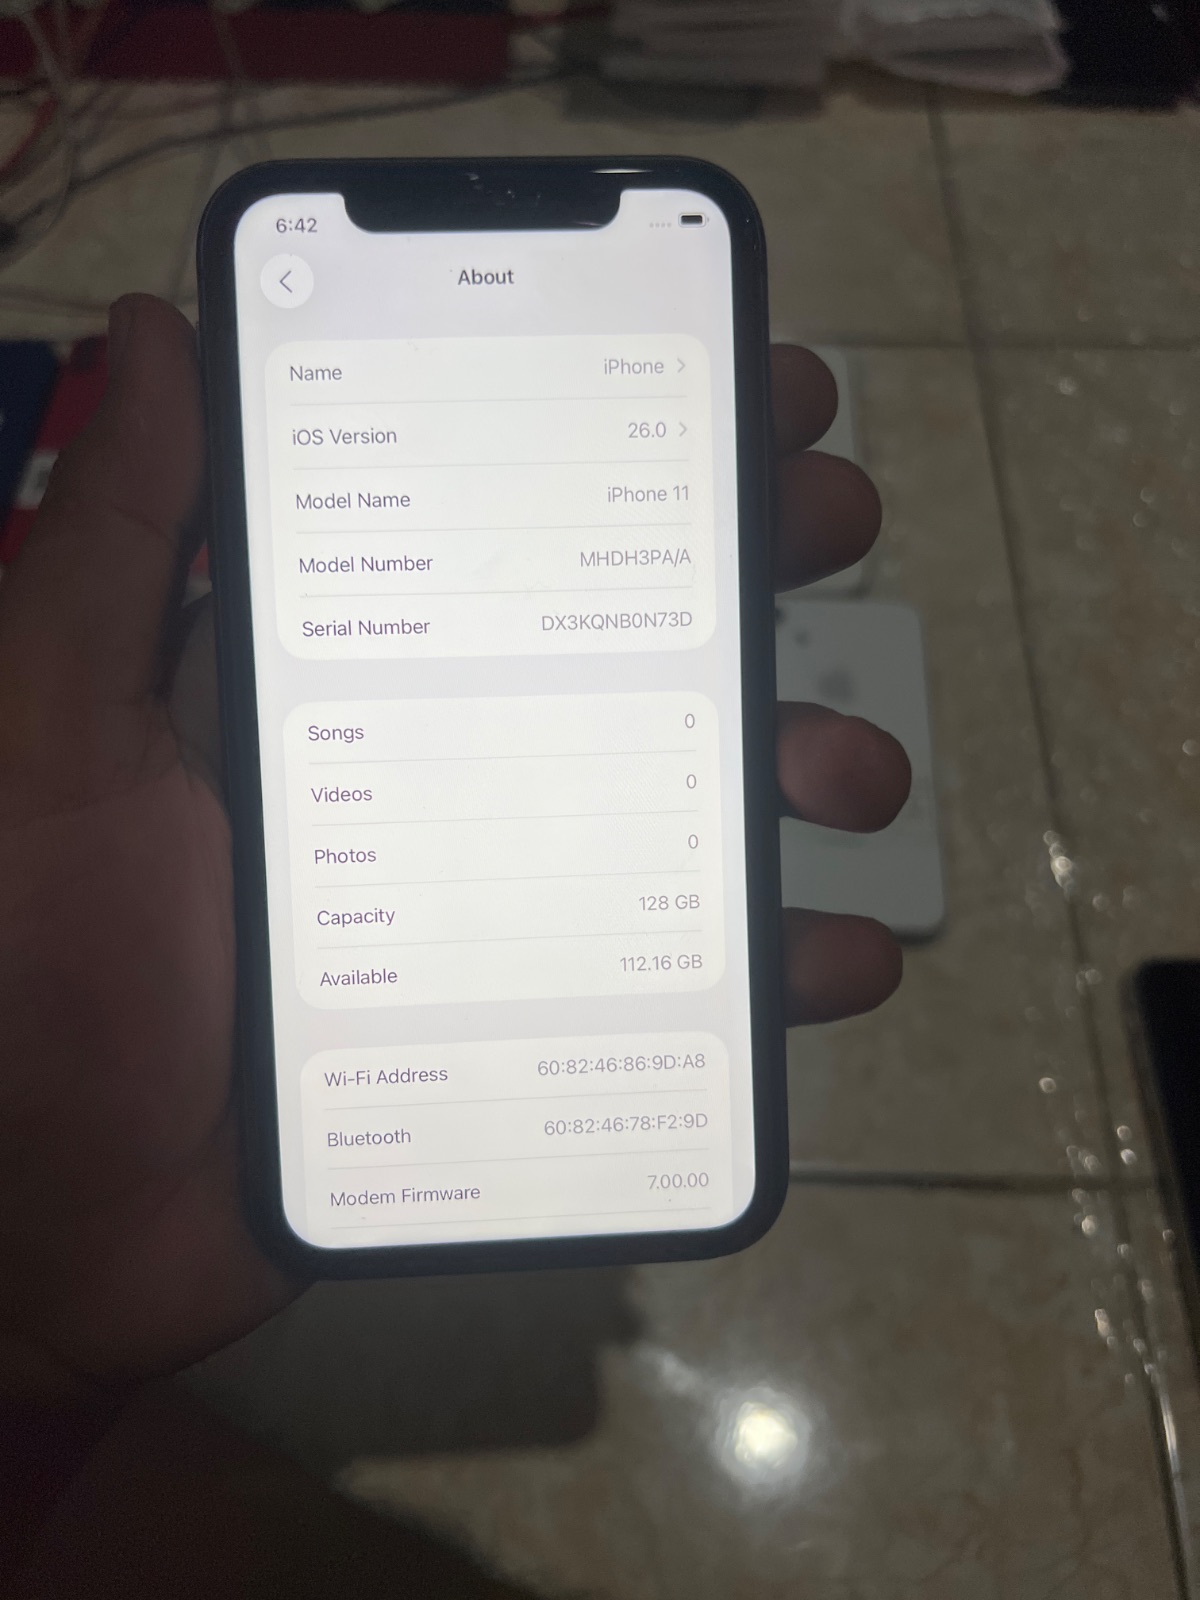 6:42
About
Name iPhone
iOS Version 26.0
Model Name iPhone 11
Model Number MHDH3PA/A
Serial Number DX3KQNB0N73D
Songs 0
Videos 0
Photos 0
Capacity 128 GB
Available 112.16 GB
Wi-Fi Address 60:82:46:86:9D:A8
Bluetooth 60:82:46:78:F2:9D
Modem Firmware 7.00.00